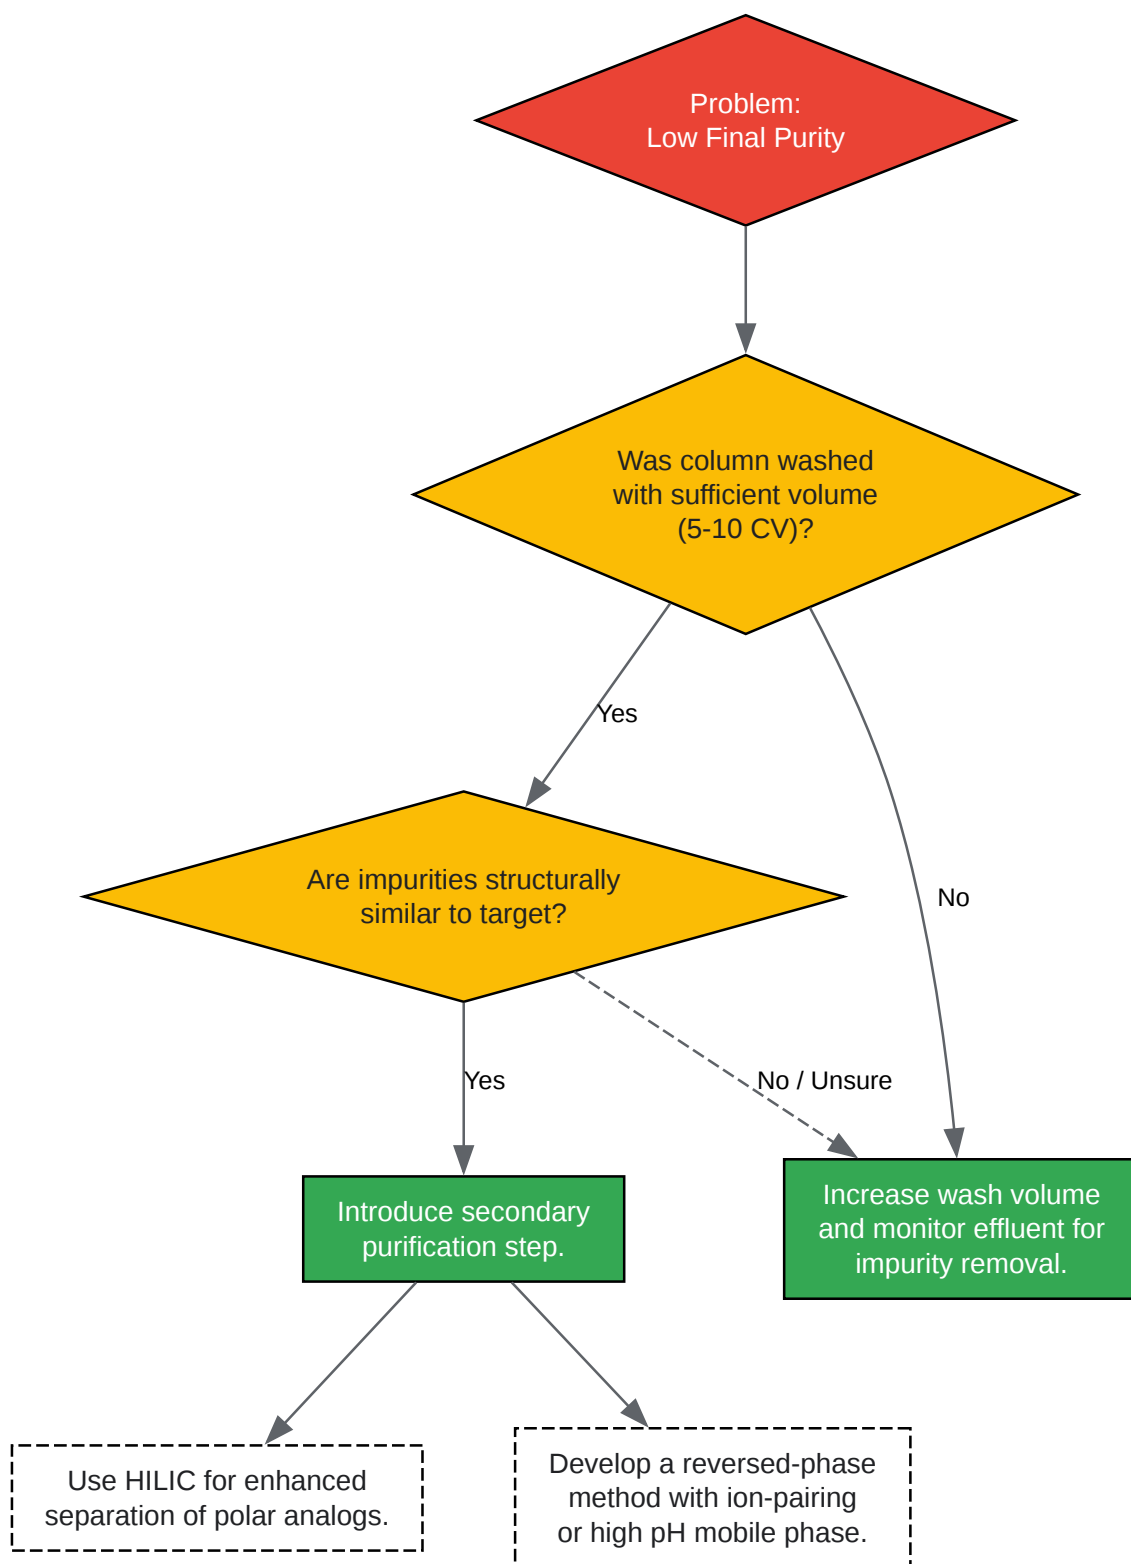 Problem:
Low Final Purity
Was column washed
with sufficient volume
(5-10 CV)?
Yes
No
Are impurities structurally
similar to target?
Yes
No / Unsure
Introduce secondary
purification step.
Increase wash volume
and monitor effluent for
impurity removal.
Use HILIC for enhanced
separation of polar analogs.
Develop a reversed-phase
method with ion-pairing
or high pH mobile phase.